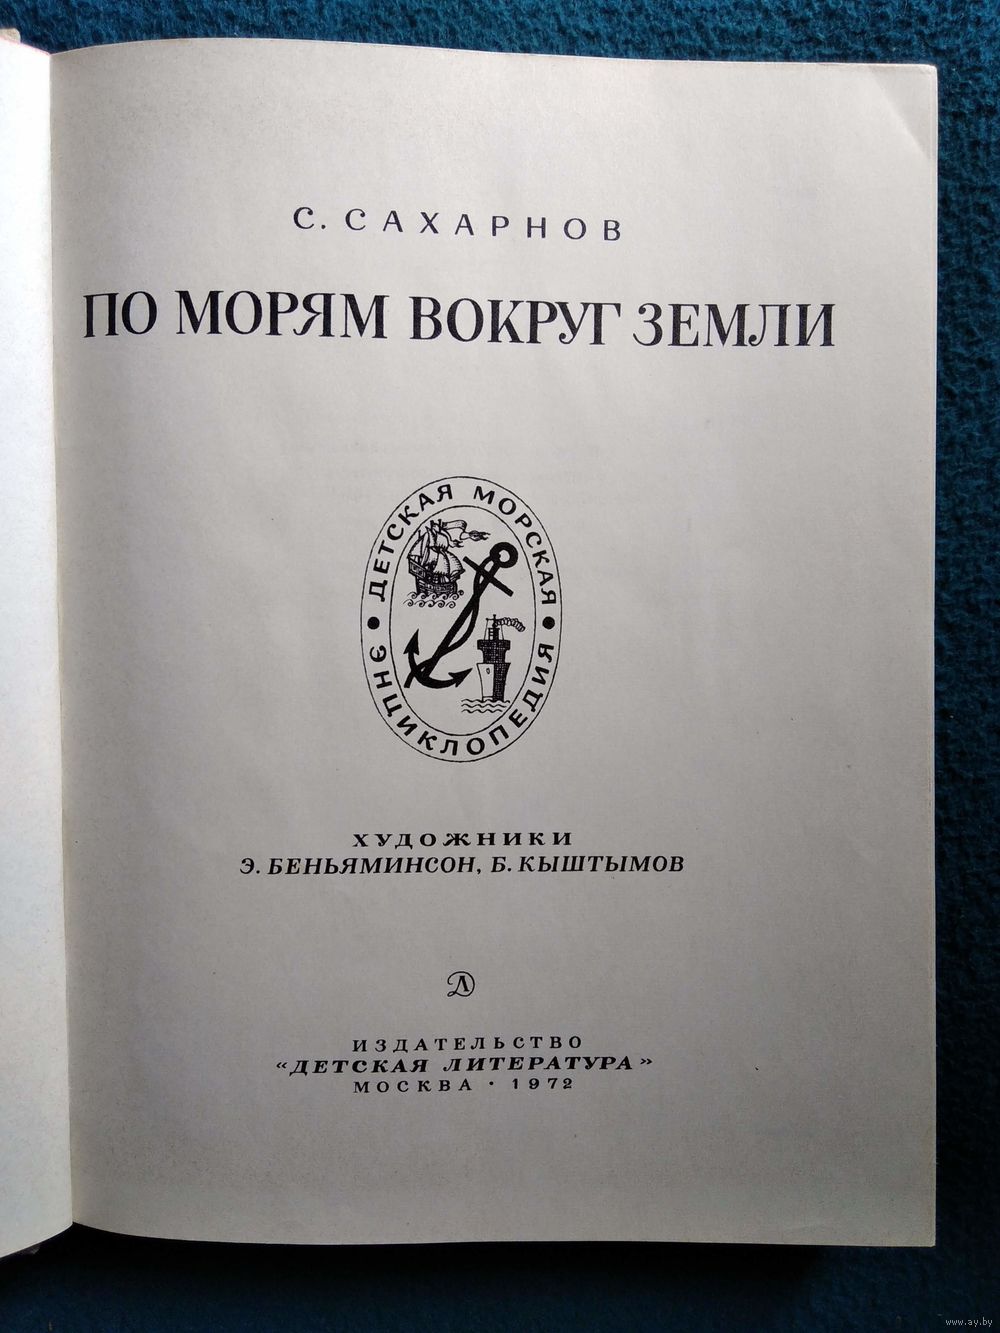 С. САХАРНОВ
ПО МОРЯМ ВОКРУГ ЗЕМЛИ
ДЕТСКАЯ МОРСКАЯ
ЭНЦИКЛОПЕДИЯ
ХУДОЖНИКИ
Э. БЕНЬЯМИНСОН, Б. КЫШТЫМОВ
ДЛ
ИЗДАТЕЛЬСТВО
«ДЕТСКАЯ ЛИТЕРАТУРА»
МОСКВА · 1972
www.ay.by